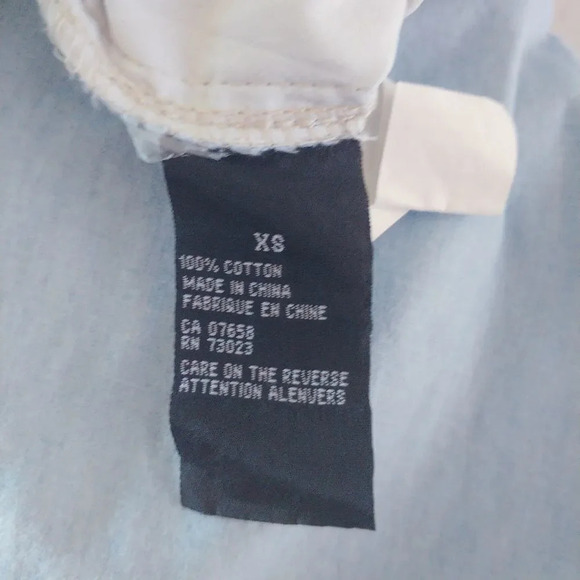 XS
100% COTTON
MADE IN CHINA
FABRIQUE EN CHINE
CA 07658
RN 73023
CARE ON THE REVERSE
ATTENTION ALENVERS